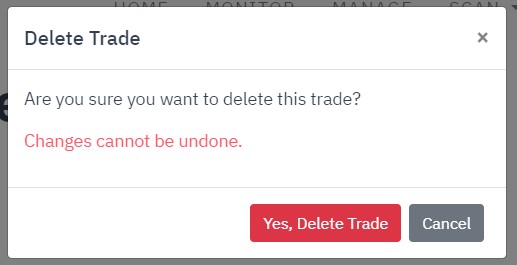 HOME MONITOR MANAGE SCAN
Delete Trade ×
Are you sure you want to delete this trade?
Changes cannot be undone.
Yes, Delete Trade Cancel